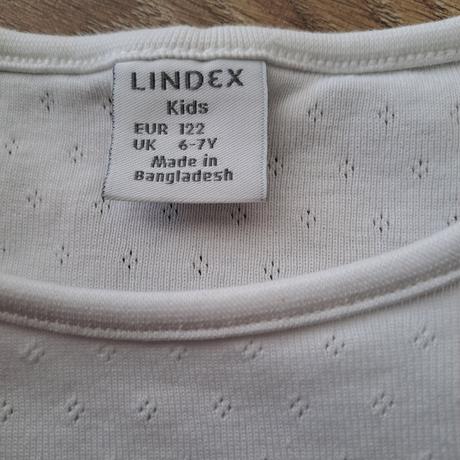 LINDEX
Kids
EUR 122
UK 6-7Y
Made in
Bangladesh